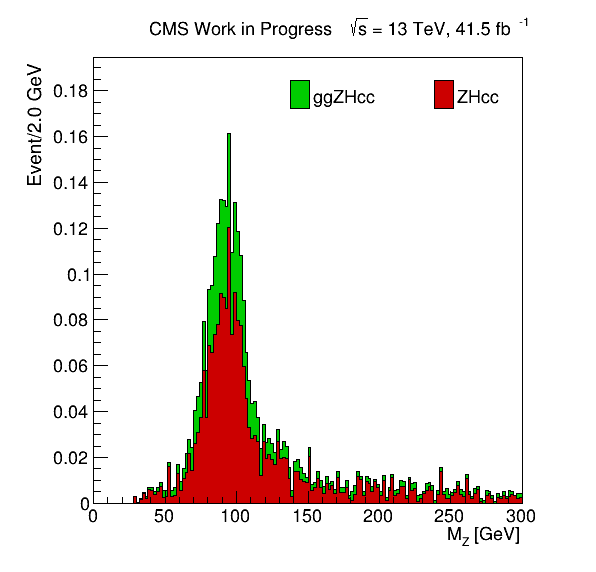 CMS Work in Progress √s = 13 TeV, 41.5 fb -1
Event/2.0 GeV
ggZHcc ZHcc
0.18
0.16
0.14
0.12
0.1
0.08
0.06
0.04
0.02
0
0 50 100 150 200 250 300
MZ [GeV]